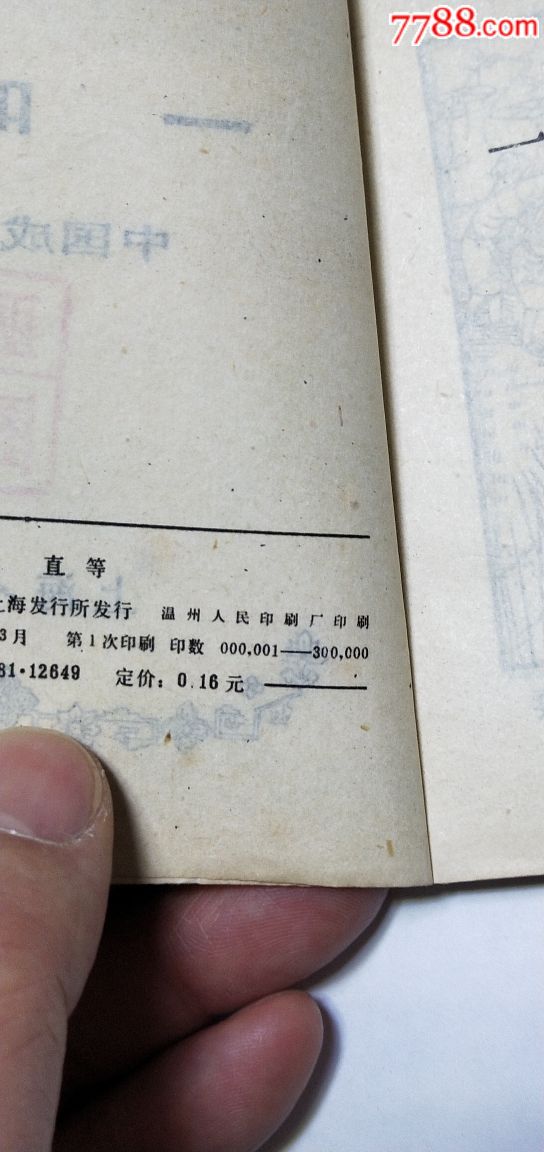 7788.com
中国成
直等
上海发行所发行 温州人民印刷厂印刷
3月 第1次印刷 印数 000,001——300,000
81·12649 定价：0.16元